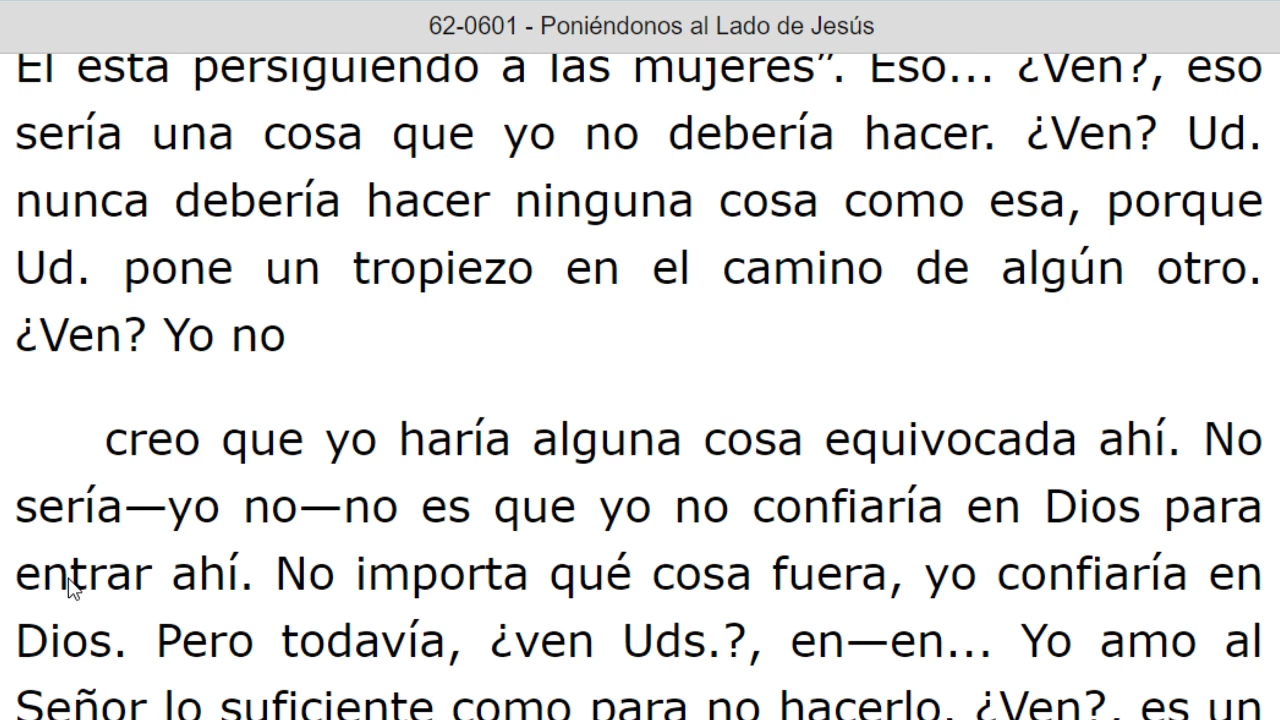 62-0601 - Poniéndonos al Lado de Jesús
Él está persiguiendo a las mujeres”. Eso... ¿Ven?, eso
sería una cosa que yo no debería hacer. ¿Ven? Ud.
nunca debería hacer ninguna cosa como esa, porque
Ud. pone un tropiezo en el camino de algún otro.
¿Ven? Yo no
creo que yo haría alguna cosa equivocada ahí. No
sería—yo no—no es que yo no confiaría en Dios para
entrar ahí. No importa qué cosa fuera, yo confiaría en
Dios. Pero todavía, ¿ven Uds.?, en—en... Yo amo al
Señor lo suficiente como para no hacerlo. ¿Ven?, es un